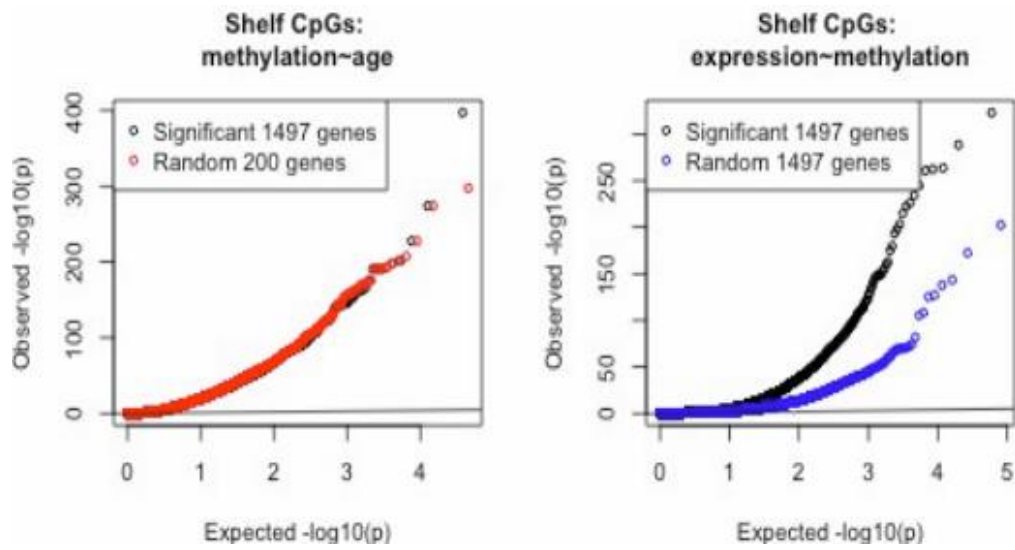 Shelf CpGs:
methylation~age
Observed -log10(p)
400
300
200
100
0
Significant 1497 genes
Random 200 genes
0 1 2 3 4
Expected -log10(p)
Shelf CpGs:
expression~methylation
Observed -log10(p)
250
150
50
0
Significant 1497 genes
Random 1497 genes
0 1 2 3 4 5
Expected -log10(p)